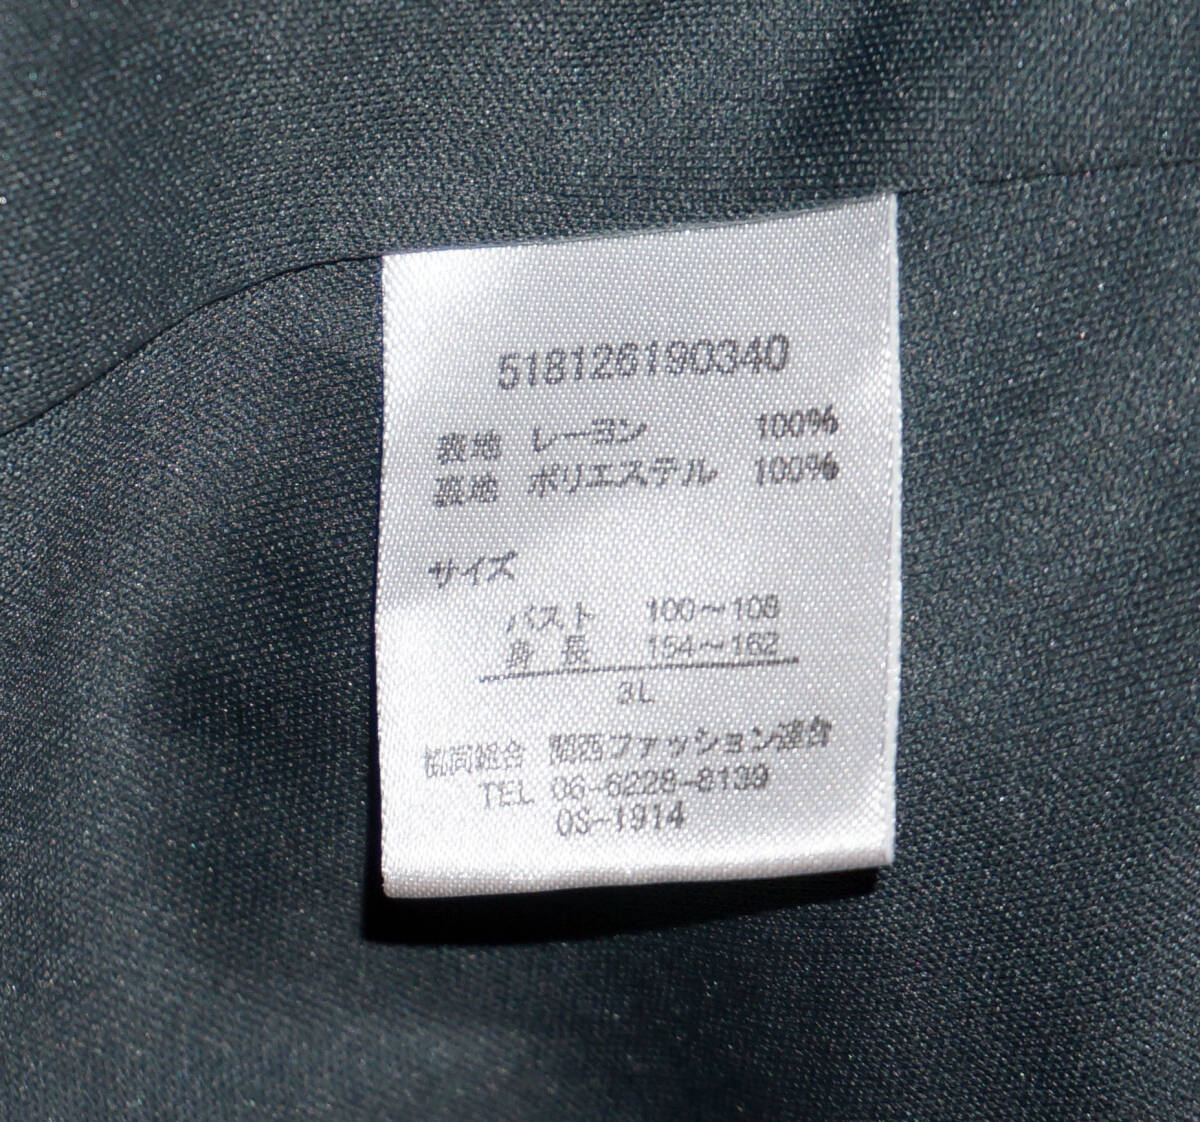 518126190340
表地 レーヨン 100%
裏地 ポリエステル 100%
サイズ
バスト 100〜108
身長 154〜162
3L
協同組合 関西ファッション連合
TEL 06-6228-8139
OS-1914